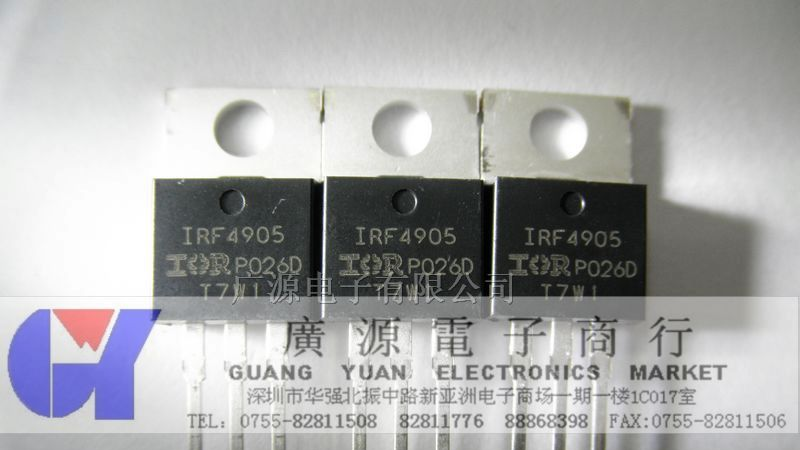 IRF4905
IRF4905
IRF4905
IOR P026D
IOR P026D
IOR P026D
T7W1
T7W
T7W1
广源电子有限公司
廣源電子商行
GUANG YUAN ELECTRONICS MARKET
深圳市华强北振中路新亚洲电子商场一期一楼1C017室
TEL: 0755-82811508 82811776 88868398 FAX:0755-82811506
GY